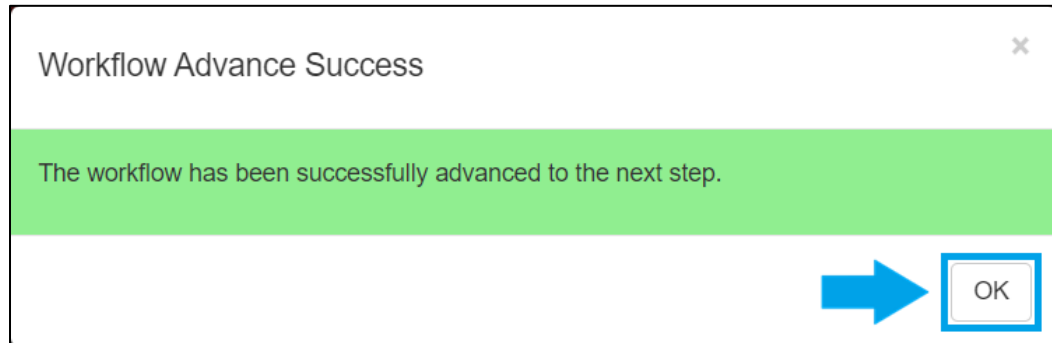 Workflow Advance Success
×
The workflow has been successfully advanced to the next step.
OK